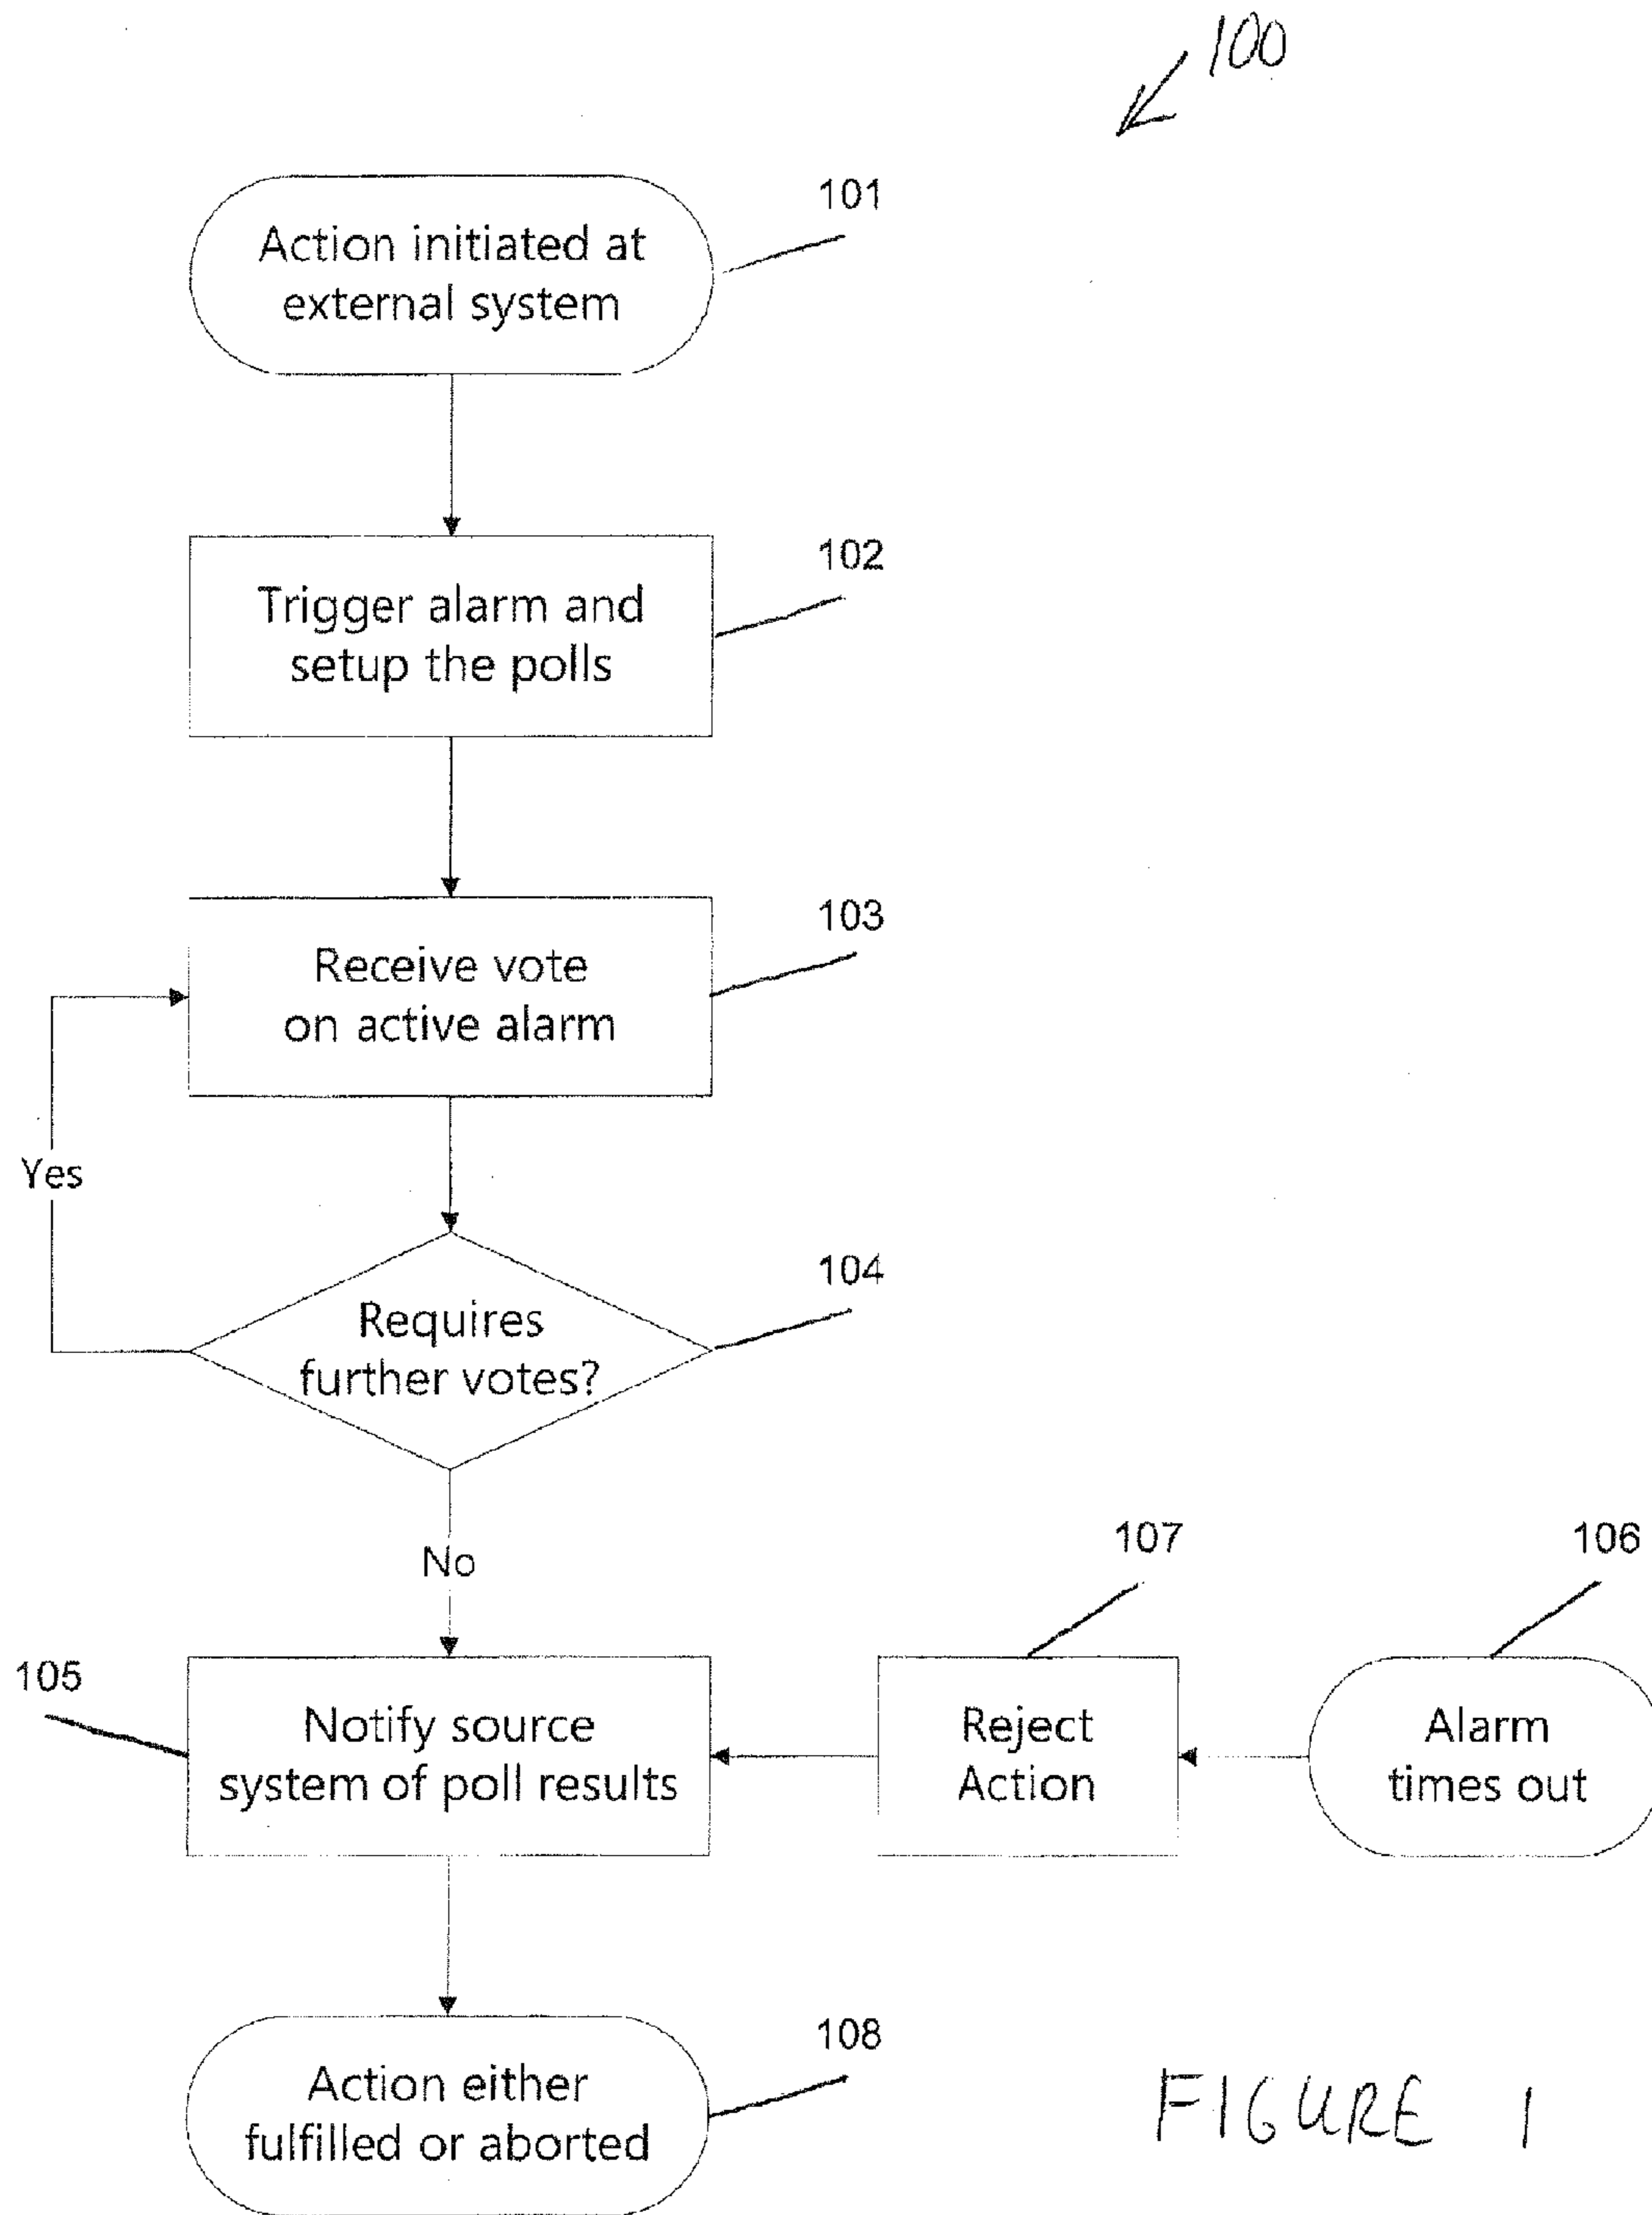 100
101
Action initiated at
external system
102
Trigger alarm and
setup the polls
103
Receive vote
on active alarm
Yes
104
Requires
further votes?
No
107
106
105
Notify source
system of poll results
Reject
Action
Alarm
times out
108
Action either
fulfilled or aborted
FIGURE 1